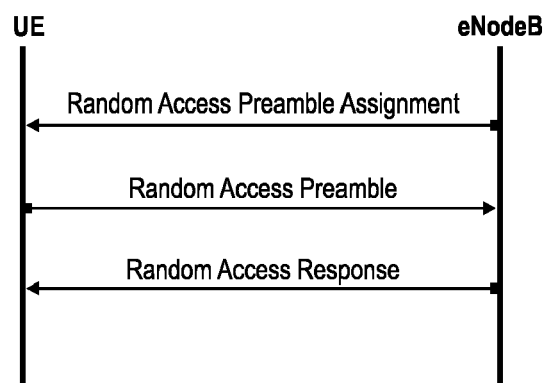 UE
eNodeB
Random Access Preamble Assignment
Random Access Preamble
Random Access Response